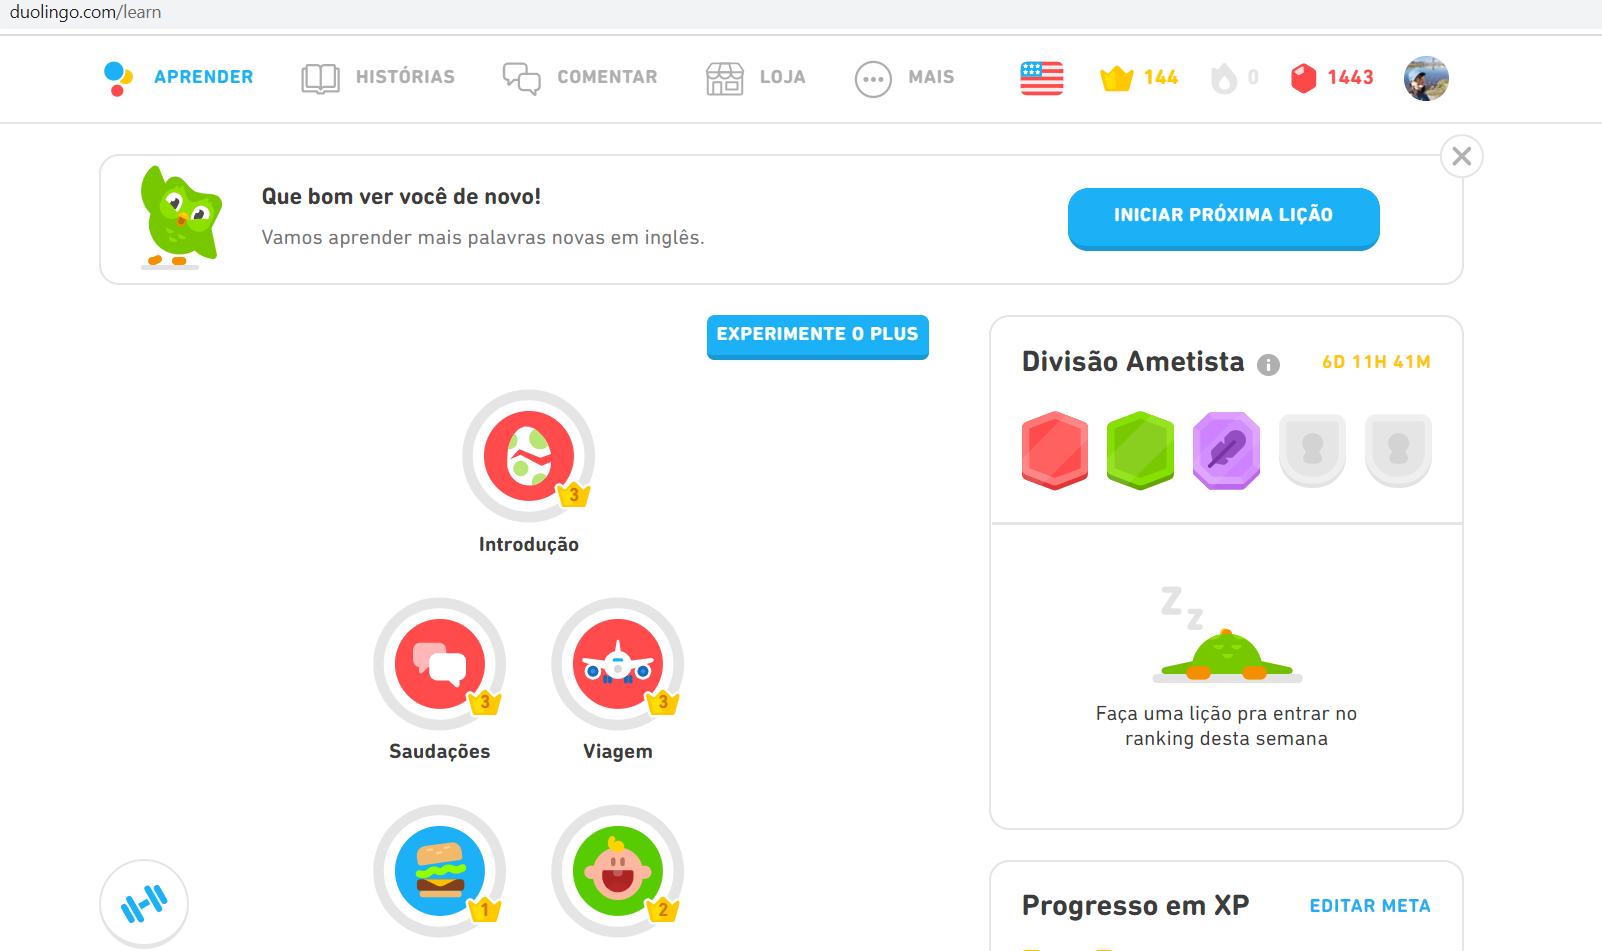 duolingo.com/learn
APRENDER
HISTÓRIAS
COMENTAR
LOJA
MAIS
144
0
1443
Que bom ver você de novo!
Vamos aprender mais palavras novas em inglês.
INICIAR PRÓXIMA LIÇÃO
EXPERIMENTE O PLUS
3
Introdução
3
Saudações
3
Viagem
1
2
Divisão Ametista
6D 11H 41M
Z z
Faça uma lição pra entrar no
ranking desta semana
Progresso em XP
EDITAR META